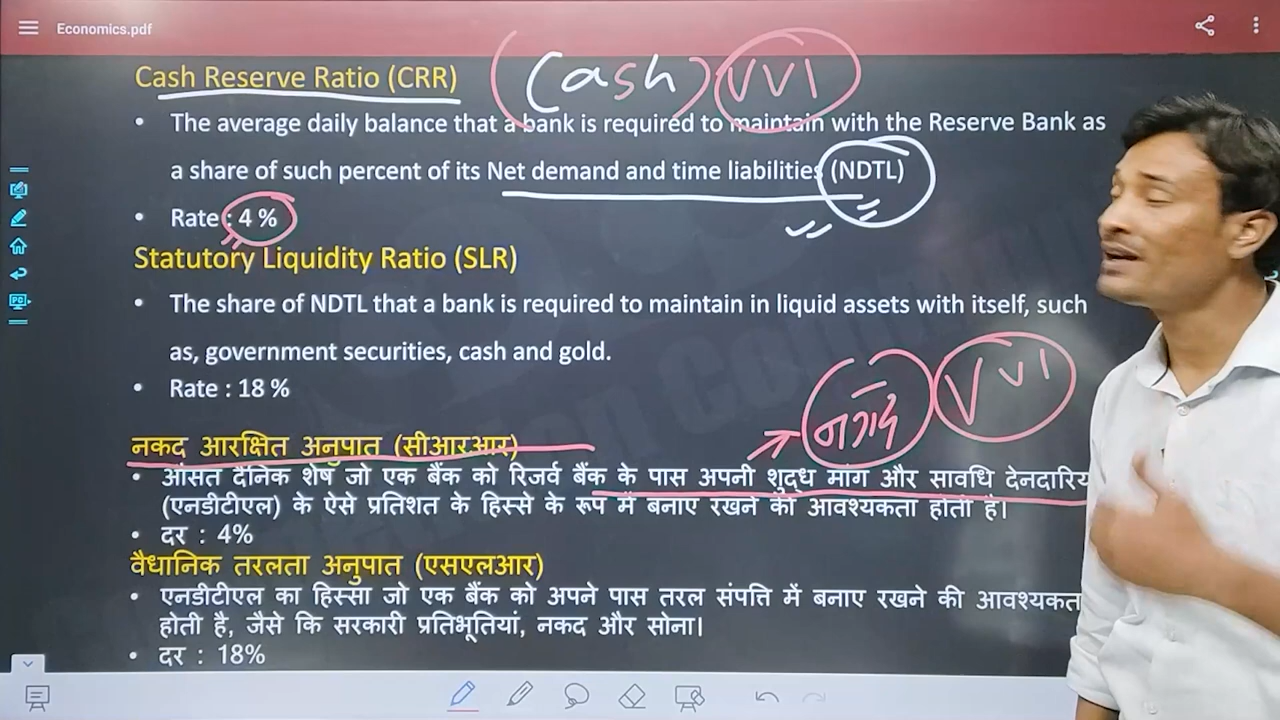 Economics.pdf
Cash Reserve Ratio (CRR) (Cash) VVI
• The average daily balance that a bank is required to maintain with the Reserve Bank as
a share of such percent of its Net demand and time liabilities (NDTL)
• Rate : 4 %
Statutory Liquidity Ratio (SLR)
• The share of NDTL that a bank is required to maintain in liquid assets with itself, such
as, government securities, cash and gold.
• Rate : 18 %
नगद VVI
नकद आरक्षित अनुपात (सीआरआर)
• औसत दैनिक शेष जो एक बैंक को रिजर्व बैंक के पास अपनी शुद्ध मांग और सावधि
(एनडीटीएल) के ऐसे प्रतिशत के हिस्से के रूप में बनाए रखने की आवश्यकता होती है।
• दर : 4%
वैधानिक तरलता अनुपात (एसएलआर)
• एनडीटीएल का हिस्सा जो एक बैंक को अपने पास तरल संपत्ति में बनाए रखने की
होती है, जैसे कि सरकारी प्रतिभूतियां, नकद और सोना।
• दर : 18%